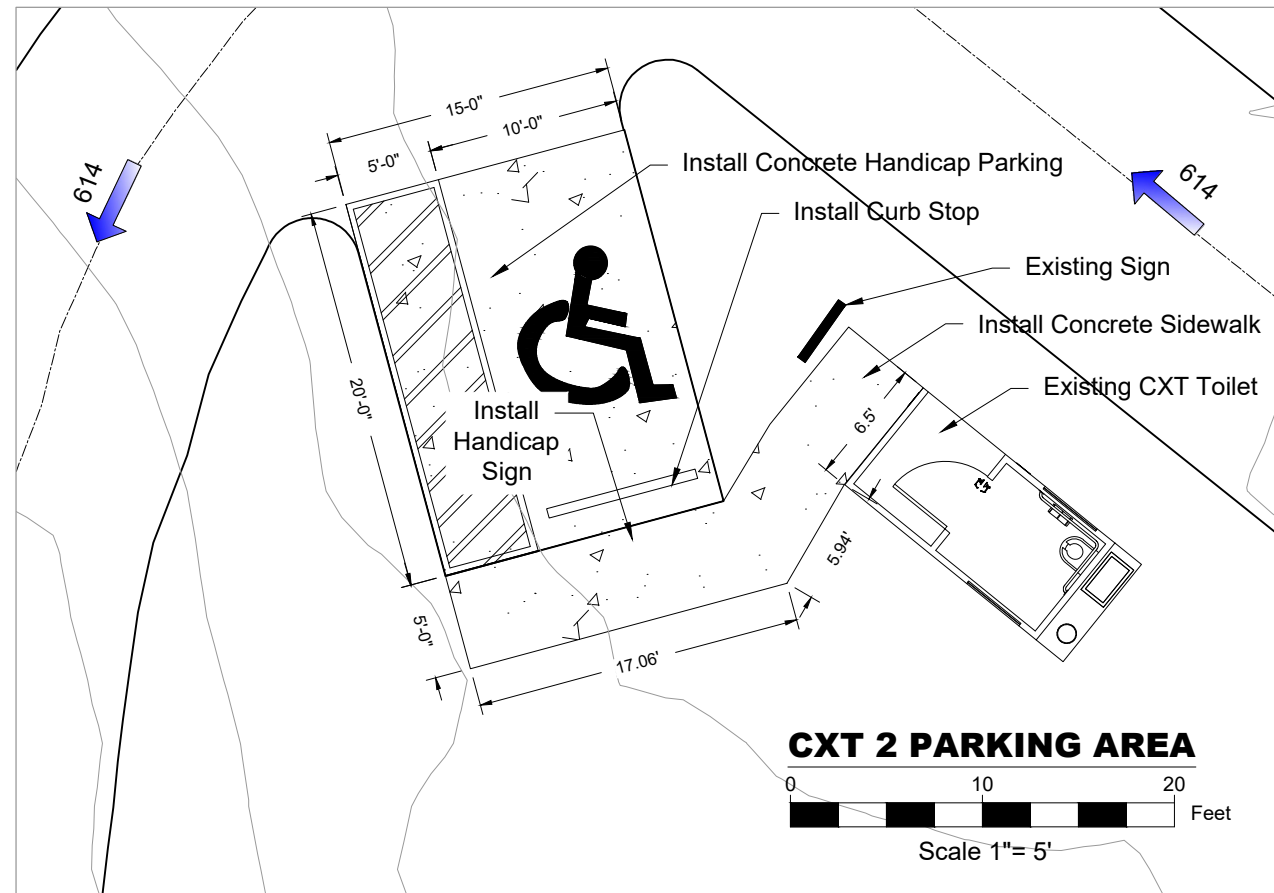 15-0"
10'-0"
5'-0"
614
614
Install Concrete Handicap Parking
Install Curb Stop
Existing Sign
Install Concrete Sidewalk
Existing CXT Toilet
20'-0"
Install
Handicap
Sign
6.5'
5.94'
5'-0"
17.06'
CXT 2 PARKING AREA
0 10 20
Feet
Scale 1"= 5'